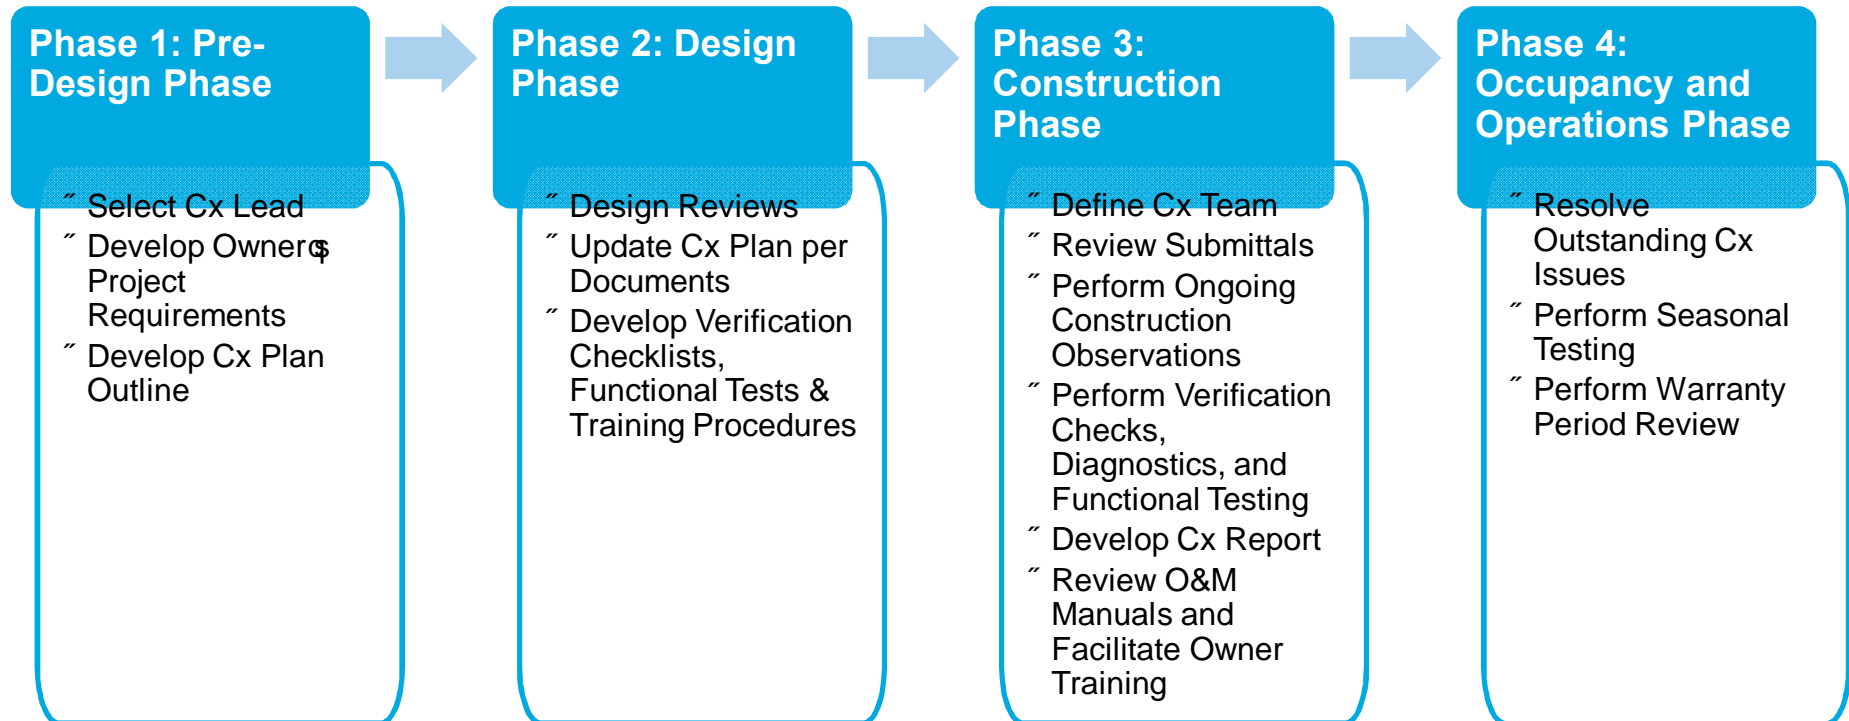 Phase 1: Pre-
Design Phase
˝ Select Cx Lead
˝ Develop Ownerqs
Project
Requirements
˝ Develop Cx Plan
Outline
Phase 2: Design
Phase
˝ Design Reviews
˝ Update Cx Plan per
Documents
˝ Develop Verification
Checklists,
Functional Tests &
Training Procedures
Phase 3:
Construction
Phase
˝ Define Cx Team
˝ Review Submittals
˝ Perform Ongoing
Construction
Observations
˝ Perform Verification
Checks,
Diagnostics, and
Functional Testing
˝ Develop Cx Report
˝ Review O&M
Manuals and
Facilitate Owner
Training
Phase 4:
Occupancy and
Operations Phase
˝ Resolve
Outstanding Cx
Issues
˝ Perform Seasonal
Testing
˝ Perform Warranty
Period Review